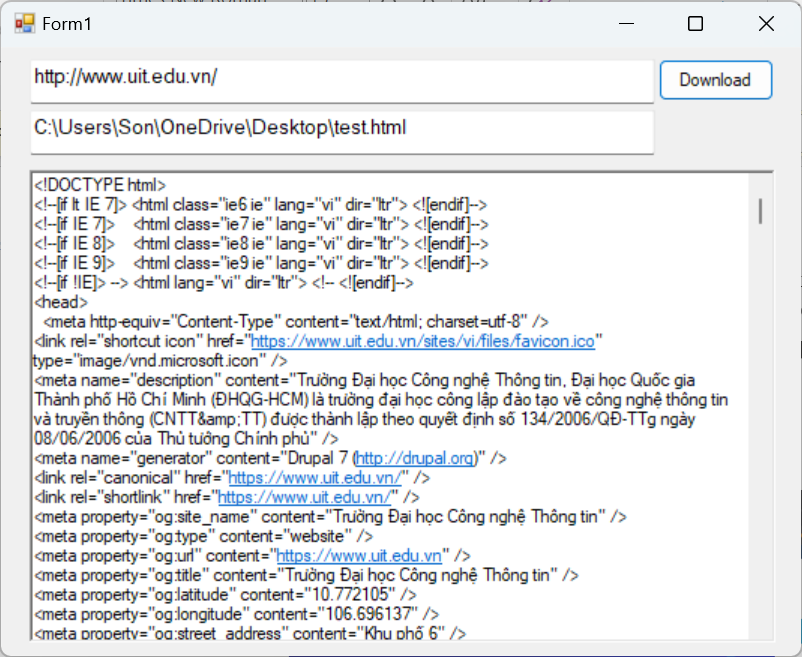 Form1
http://www.uit.edu.vn/
Download
C:\Users\Son\OneDrive\Desktop\test.html
<!DOCTYPE html>
<!--[if lt IE 7]> <html class="ie6 ie" lang="vi" dir="ltr"> <![endif]-->
<!--[if IE 7]>    <html class="ie7 ie" lang="vi" dir="ltr"> <![endif]-->
<!--[if IE 8]>    <html class="ie8 ie" lang="vi" dir="ltr"> <![endif]-->
<!--[if IE 9]>    <html class="ie9 ie" lang="vi" dir="ltr"> <![endif]-->
<!--[if !IE]> --> <html lang="vi" dir="ltr"> <!-- <![endif]-->
<head>
  <meta http-equiv="Content-Type" content="text/html; charset=utf-8" />
<link rel="shortcut icon" href="https://www.uit.edu.vn/sites/vi/files/favicon.ico"
type="image/vnd.microsoft.icon" />
<meta name="description" content="Trường Đại học Công nghệ Thông tin, Đại học Quốc gia
Thành phố Hồ Chí Minh (ĐHQG-HCM) là trường đại học công lập đào tạo về công nghệ thông tin
và truyền thông (CNTT&amp;TT) được thành lập theo quyết định số 134/2006/QĐ-TTg ngày
08/06/2006 của Thủ tướng Chính phủ" />
<meta name="generator" content="Drupal 7 (http://drupal.org)" />
<link rel="canonical" href="https://www.uit.edu.vn/" />
<link rel="shortlink" href="https://www.uit.edu.vn/" />
<meta property="og:site_name" content="Trường Đại học Công nghệ Thông tin" />
<meta property="og:type" content="website" />
<meta property="og:url" content="https://www.uit.edu.vn" />
<meta property="og:title" content="Trường Đại học Công nghệ Thông tin" />
<meta property="og:latitude" content="10.772105" />
<meta property="og:longitude" content="106.696137" />
<meta property="og:street_address" content="Khu phố 6" />